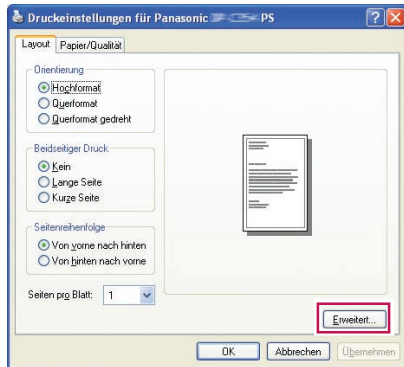 Druckeinstellungen für Panasonic PS
Layout
Papier/Qualität
Orientierung
Hochformat
Querformat
Querformat gedreht
Beidseitiger Druck
Kein
Lange Seite
Kurze Seite
Seitenreihenfolge
Von vorne nach hinten
Von hinten nach vorne
Seiten pro Blatt: 1
Erweitert...
OK Abbrechen Übernehmen